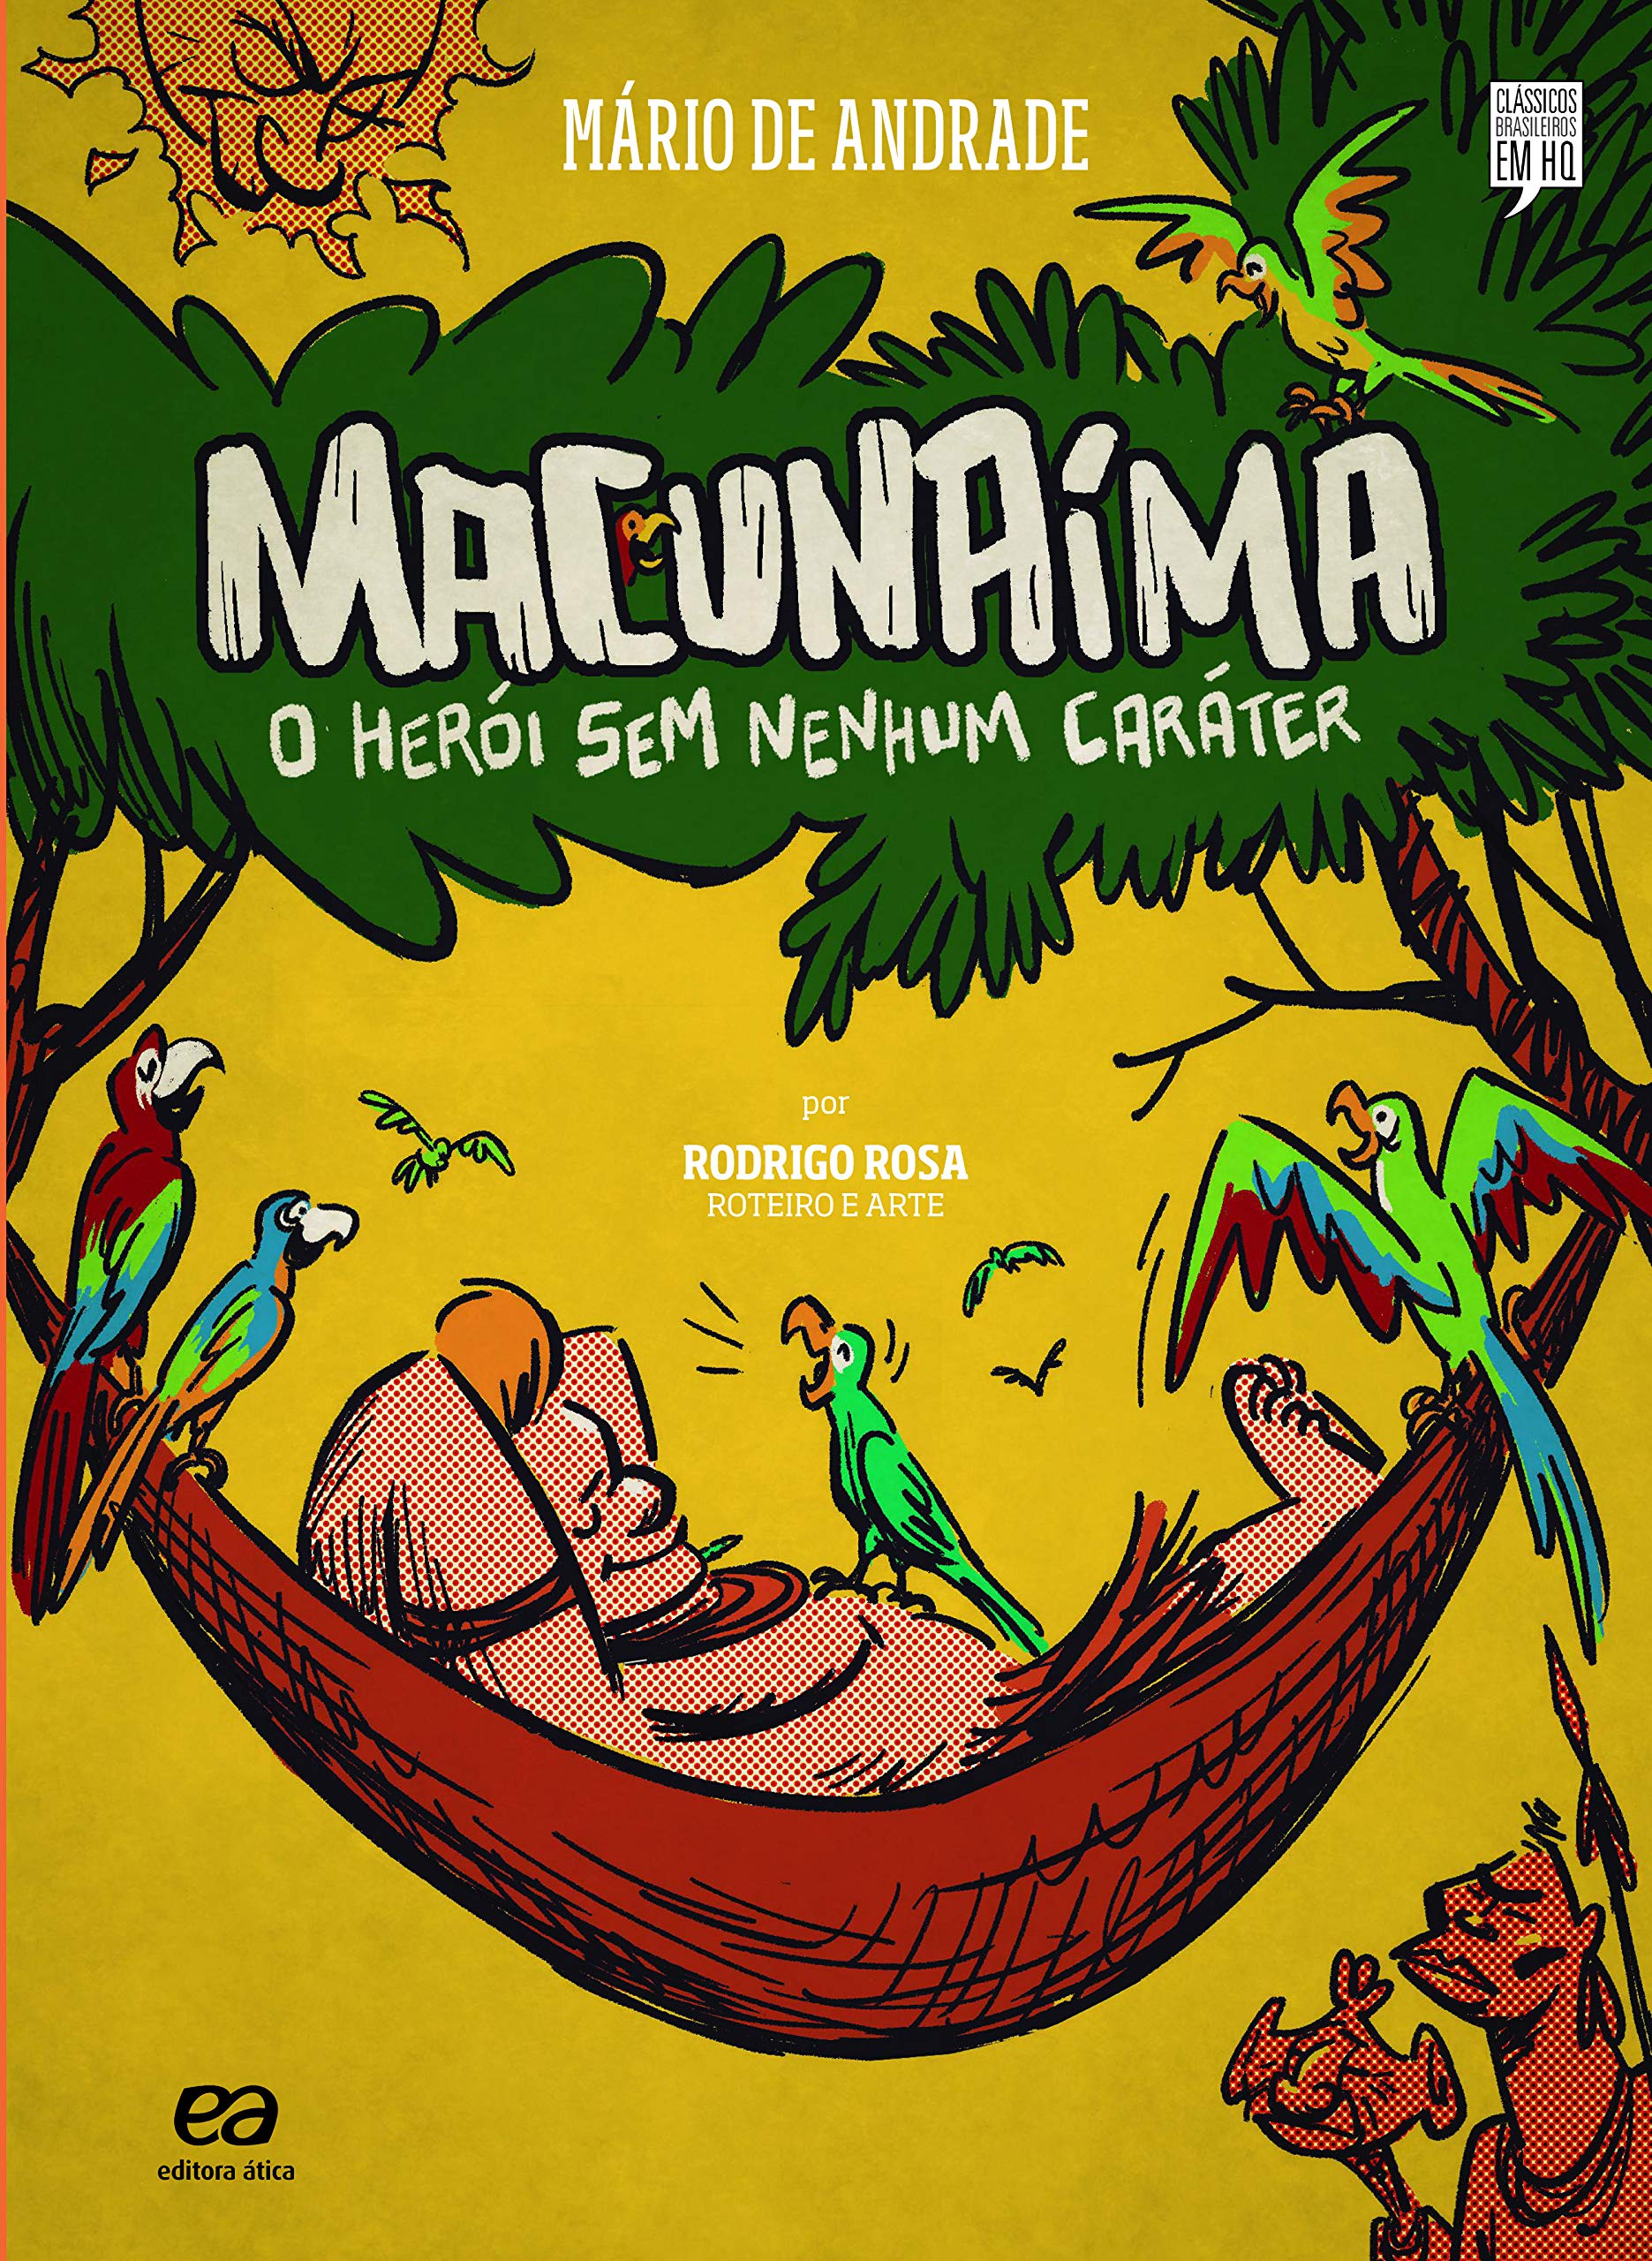 MÁRIO DE ANDRADE
CLÁSSICOS
BRASILEIROS
EM HQ
MACUNAÍMA
O HERÓI SEM NENHUM CARÁTER
por
RODRIGO ROSA
ROTEIRO E ARTE
ea
editora ática